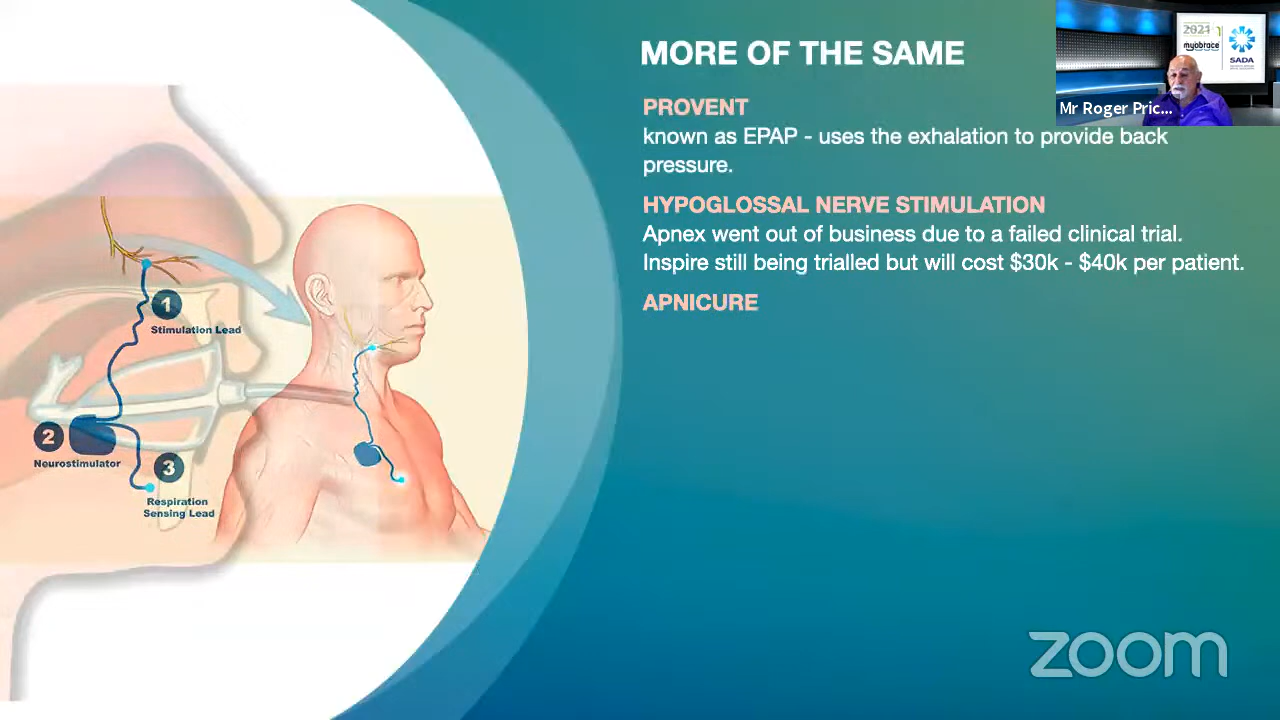 MORE OF THE SAME
PROVENT
known as EPAP - uses the exhalation to provide back
pressure.
HYPOGLOSSAL NERVE STIMULATION
Apnex went out of business due to a failed clinical trial.
Inspire still being trialled but will cost $30k - $40k per patient.
APNICURE
1
Stimulation Lead
2
Neurostimulator
3
Respiration
Sensing Lead
2021
myobrace
SADA
Mr Roger Pric...
zoom